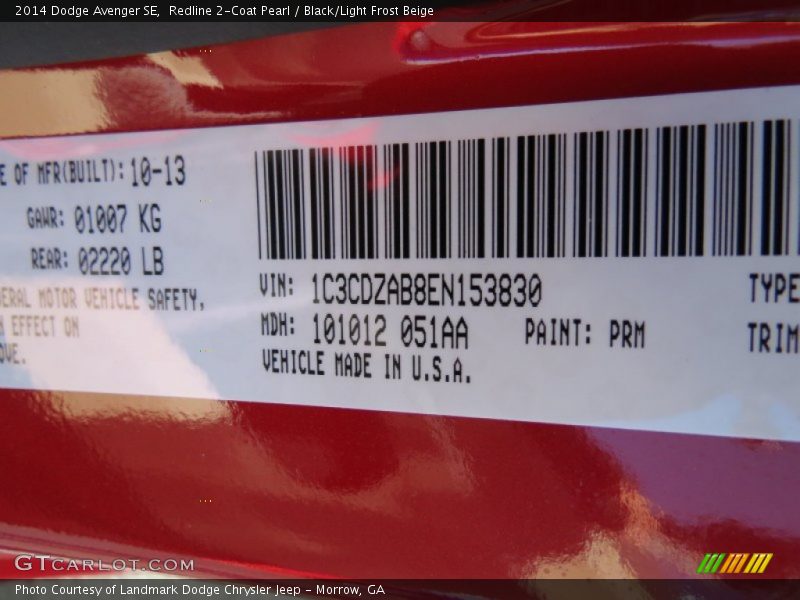 2014 Dodge Avenger SE, Redline 2-Coat Pearl / Black/Light Frost Beige
E OF MFR(BUILT): 10-13
GAWR: 01007 KG
REAR: 02220 LB
ERAL MOTOR VEHICLE SAFETY,
EFFECT ON
OVE.
VIN: 1C3CDZAB8EN153830
MDH: 101012 051AA PAINT: PRM
VEHICLE MADE IN U.S.A.
TYPE
TRIM
GTCARLOT.COM
Photo Courtesy of Landmark Dodge Chrysler Jeep - Morrow, GA